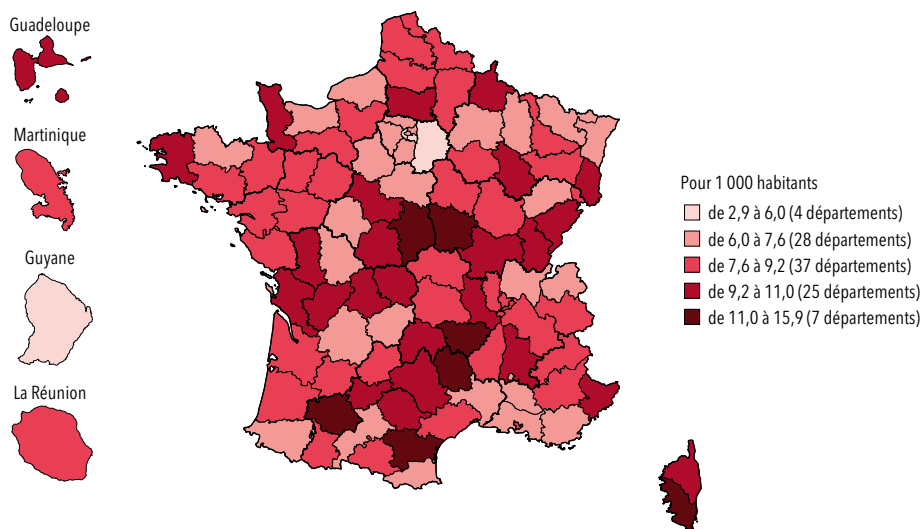 Guadeloupe
Martinique
Guyane
La Réunion
Pour 1 000 habitants
de 2,9 à 6,0 (4 départements)
de 6,0 à 7,6 (28 départements)
de 7,6 à 9,2 (37 départements)
de 9,2 à 11,0 (25 départements)
de 11,0 à 15,9 (7 départements)